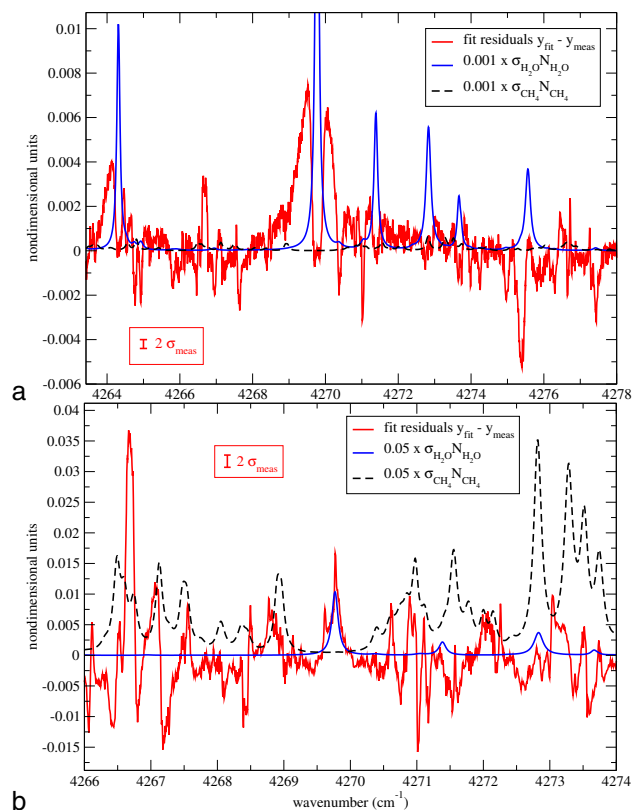 0.01
0.008
0.006
0.004
0.002
0
-0.002
-0.004
-0.006
nondimensional units
fit residuals y_fit - y_meas
0.001 x σ_H₂O N_H₂O
0.001 x σ_CH₄ N_CH₄
2 σ_meas
4264 4266 4268 4270 4272 4274 4276 4278
a
0.04
0.035
0.03
0.025
0.02
0.015
0.01
0.005
0
-0.005
-0.01
-0.015
nondimensional units
2 σ_meas
fit residuals y_fit - y_meas
0.05 x σ_H₂O N_H₂O
0.05 x σ_CH₄ N_CH₄
4266 4267 4268 4269 4270 4271 4272 4273 4274
wavenumber (cm⁻¹)
b